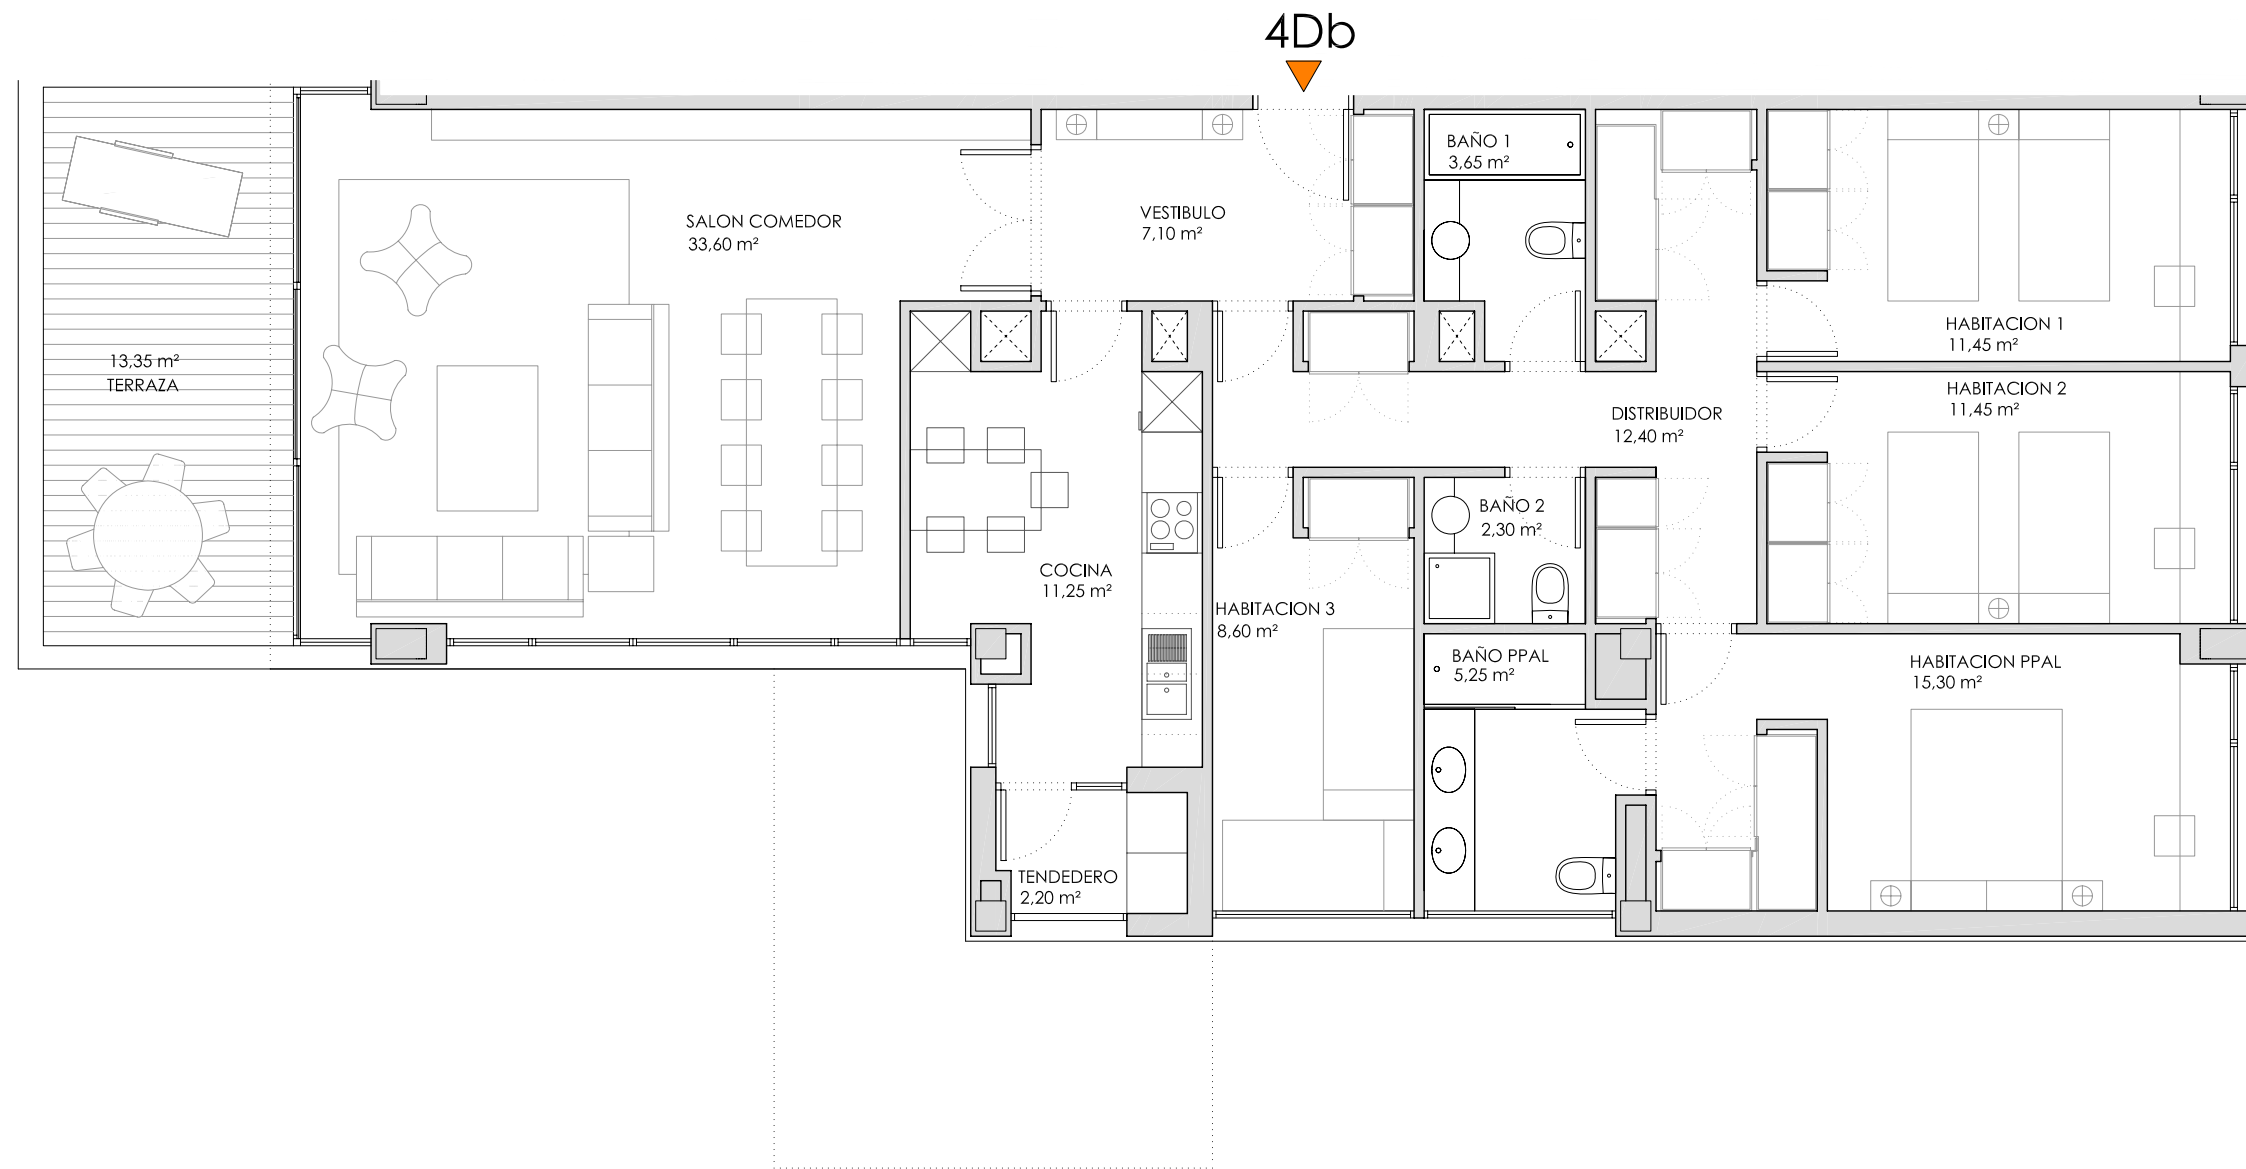 4Db
BAÑO 1
3,65 m²
SALON COMEDOR
33,60 m²
VESTIBULO
7,10 m²
HABITACION 1
11,45 m²
13,35 m²
TERRAZA
HABITACION 2
11,45 m²
DISTRIBUIDOR
12,40 m²
BAÑO 2
2,30 m²
COCINA
11,25 m²
HABITACION 3
8,60 m²
BAÑO PPAL
5,25 m²
HABITACION PPAL
15,30 m²
TENDEDERO
2,20 m²